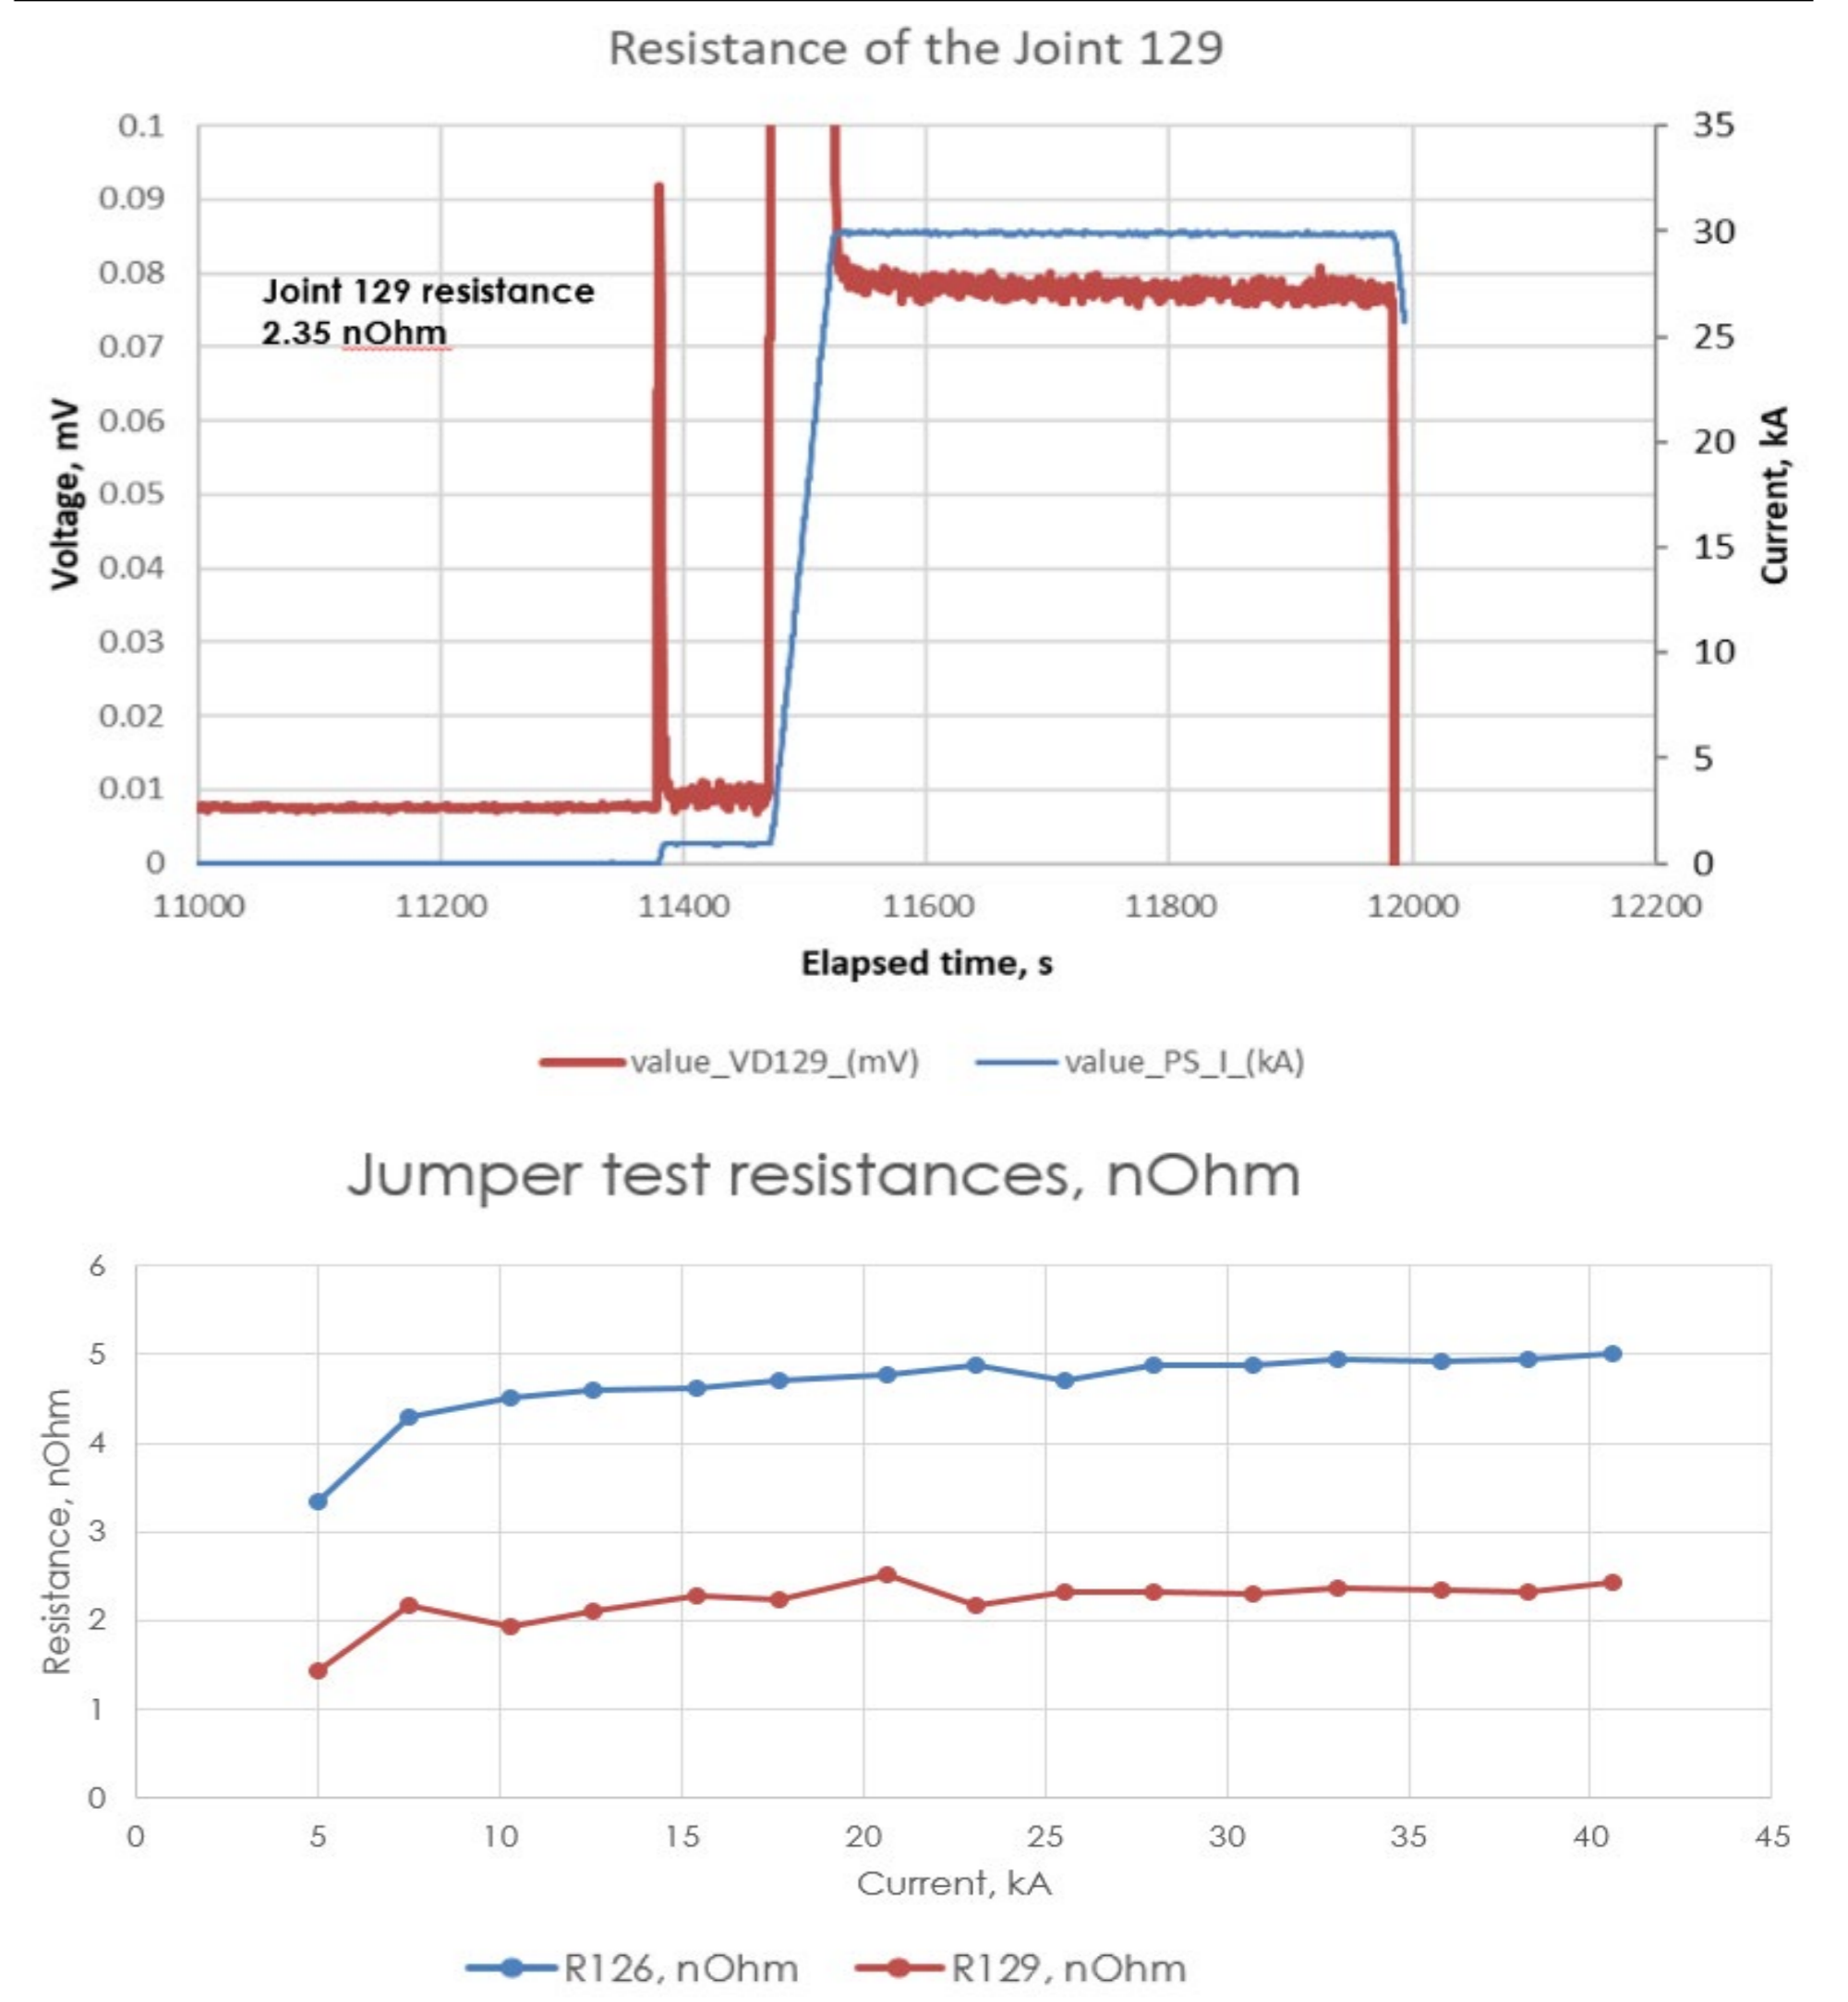 Resistance of the Joint 129
0.1
0.09
0.08
0.07
0.06
0.05
0.04
0.03
0.02
0.01
0
Voltage, mV
Joint 129 resistance
2.35 nOhm
35
30
25
20
15
10
5
0
Current, kA
11000 11200 11400 11600 11800 12000 12200
Elapsed time, s
value_VD129_(mV) value_PS_I_(kA)
Jumper test resistances, nOhm
6
5
4
3
2
1
0
Resistance, nOhm
0 5 10 15 20 25 30 35 40 45
Current, kA
R126, nOhm R129, nOhm